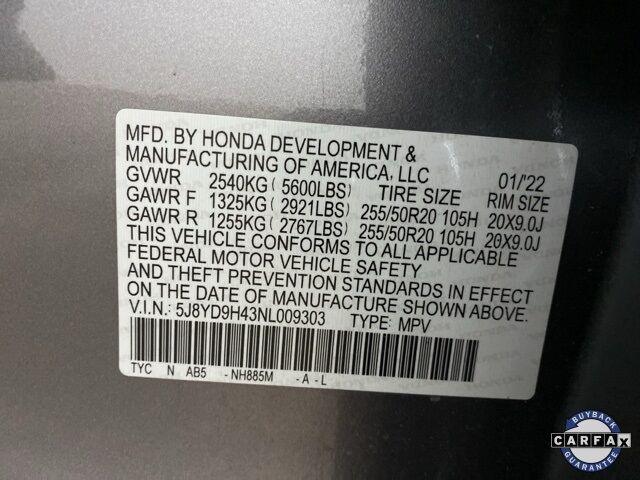 MFD. BY HONDA DEVELOPMENT &
MANUFACTURING OF AMERICA, LLC 01/'22
GVWR 2540KG ( 5600LBS) TIRE SIZE RIM SIZE
GAWR F 1325KG ( 2921LBS) 255/50R20 105H 20X9.0J
GAWR R 1255KG ( 2767LBS) 255/50R20 105H 20X9.0J
THIS VEHICLE CONFORMS TO ALL APPLICABLE
FEDERAL MOTOR VEHICLE SAFETY
AND THEFT PREVENTION STANDARDS IN EFFECT
ON THE DATE OF MANUFACTURE SHOWN ABOVE.
V.I.N.: 5J8YD9H43NL009303 TYPE: MPV
TYC N AB5 -NH885M -A-L
BUYBACK
CARFAX
GUARANTEE